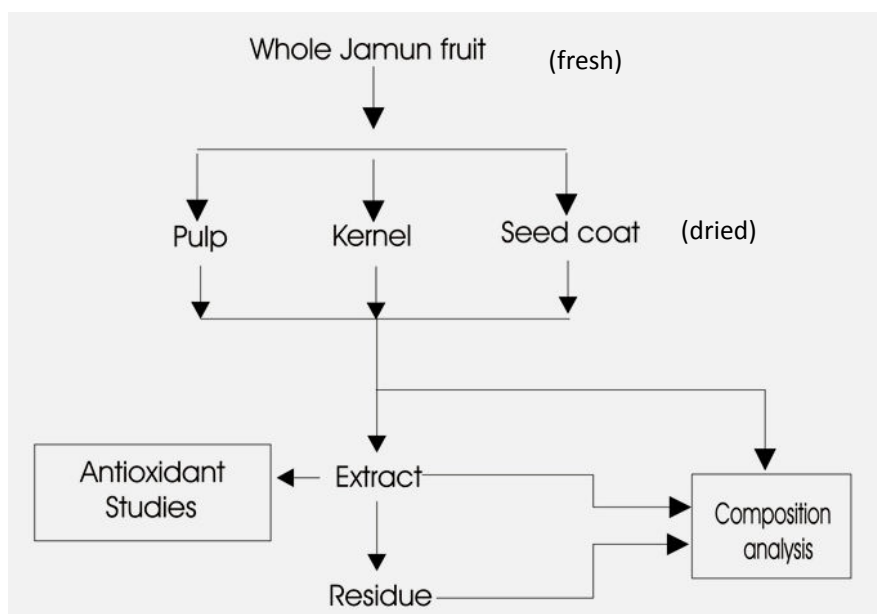 Whole Jamun fruit (fresh)
Pulp Kernel Seed coat (dried)
Antioxidant
Studies
Extract
Composition
analysis
Residue